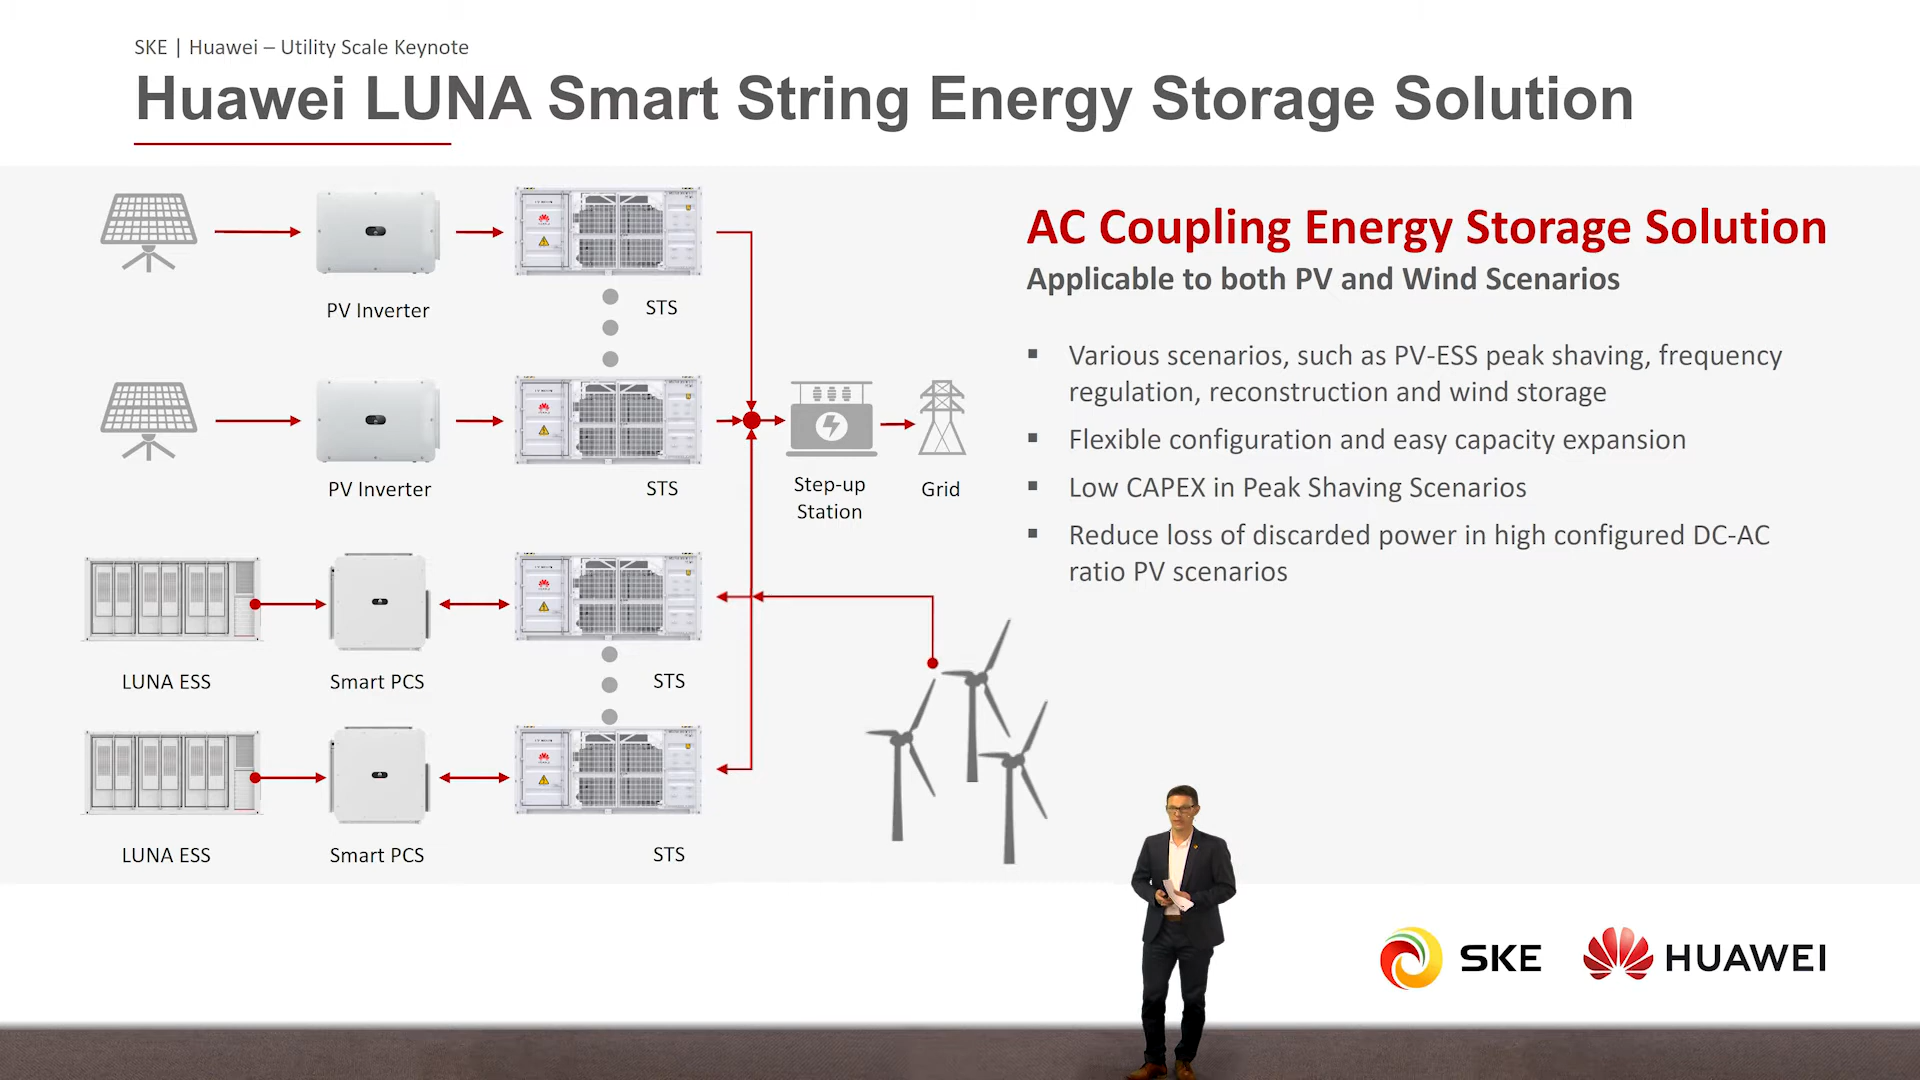 SKE | Huawei – Utility Scale Keynote
Huawei LUNA Smart String Energy Storage Solution
PV Inverter
STS
PV Inverter
STS
Step-up
Station
Grid
LUNA ESS
Smart PCS
STS
LUNA ESS
Smart PCS
STS
AC Coupling Energy Storage Solution
Applicable to both PV and Wind Scenarios
Various scenarios, such as PV-ESS peak shaving, frequency
regulation, reconstruction and wind storage
Flexible configuration and easy capacity expansion
Low CAPEX in Peak Shaving Scenarios
Reduce loss of discarded power in high configured DC-AC
ratio PV scenarios
SKE
HUAWEI